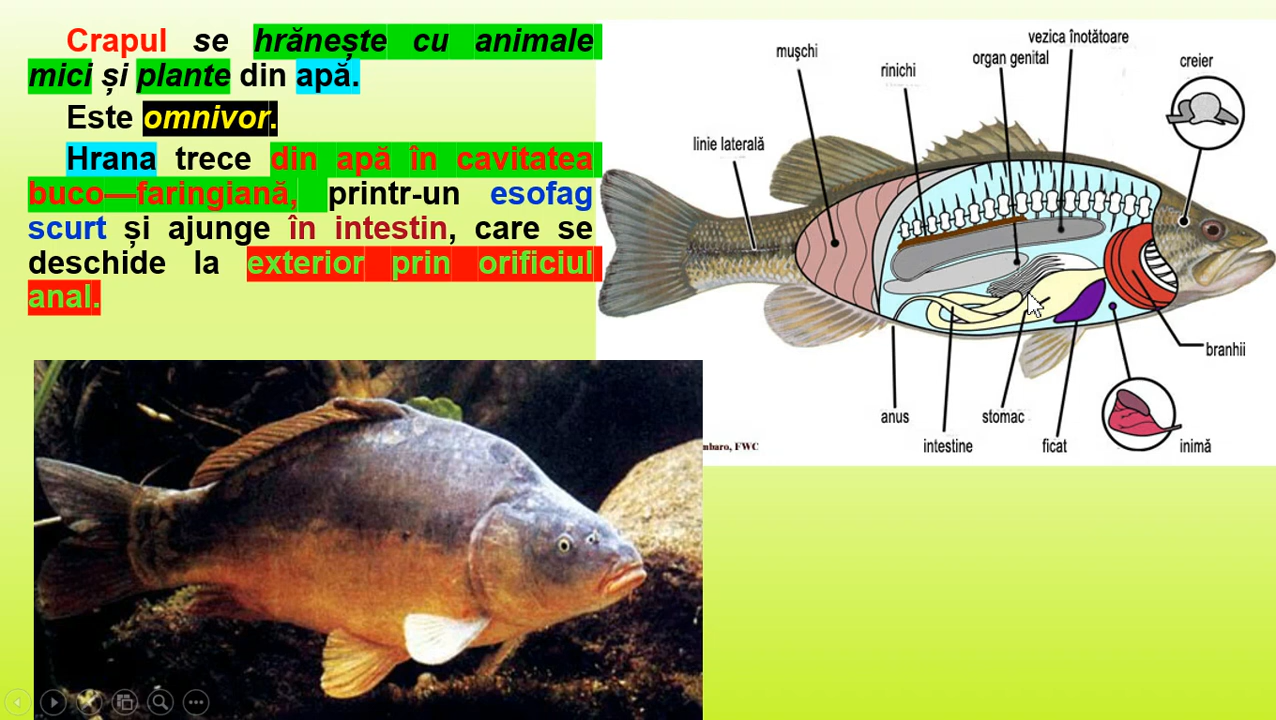 Crapul se hrănește cu animale
mici și plante din apă.
Este omnivor.
Hrana trece din apă în cavitatea
buco—faringiană, printr-un esofag
scurt și ajunge în intestin, care se
deschide la exterior prin orificiul
anal.
vezica înotătoare
organ genital
muşchi
rinichi
creier
linie laterală
branhii
anus
stomac
intestine
ficat
inimă
FWC